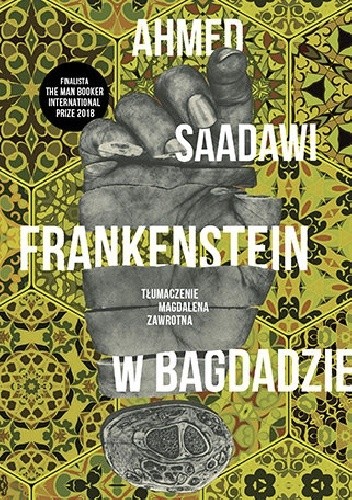 AHMED
FINALISTA
THE MAN BOOKER
INTERNATIONAL
PRIZE 2018
SAADAWI
FRANKENSTEIN
TŁUMACZENIE
MAGDALENA
ZAWROTNA
W BAGDADZIE